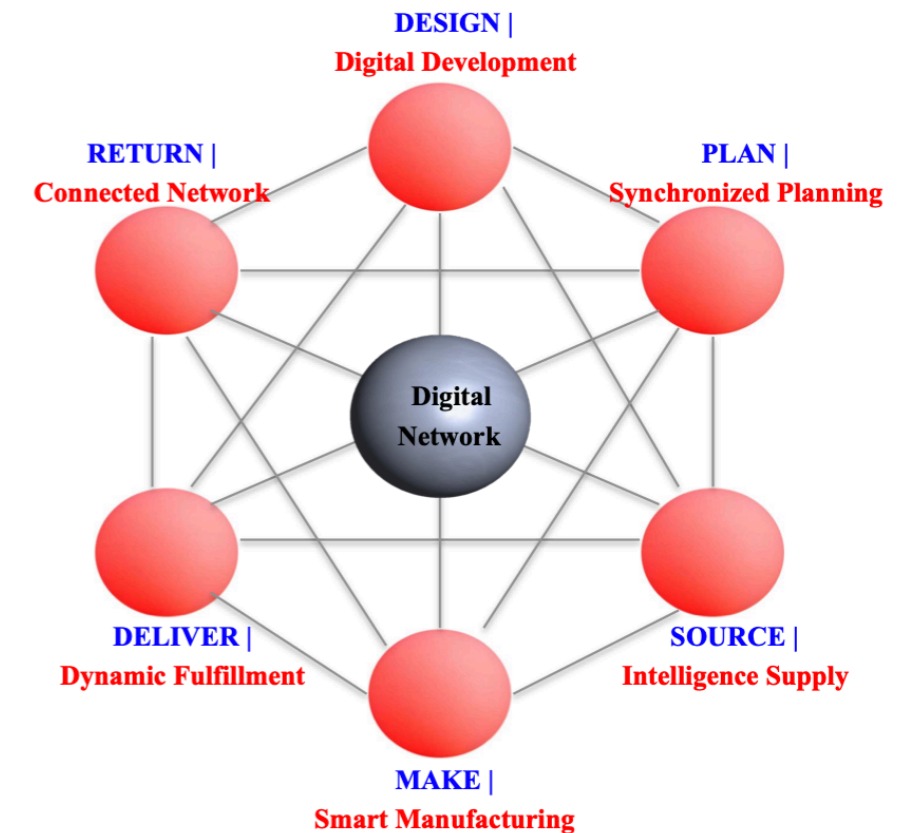 DESIGN |
Digital Development
RETURN |
Connected Network
PLAN |
Synchronized Planning
Digital
Network
DELIVER |
Dynamic Fulfillment
SOURCE |
Intelligence Supply
MAKE |
Smart Manufacturing